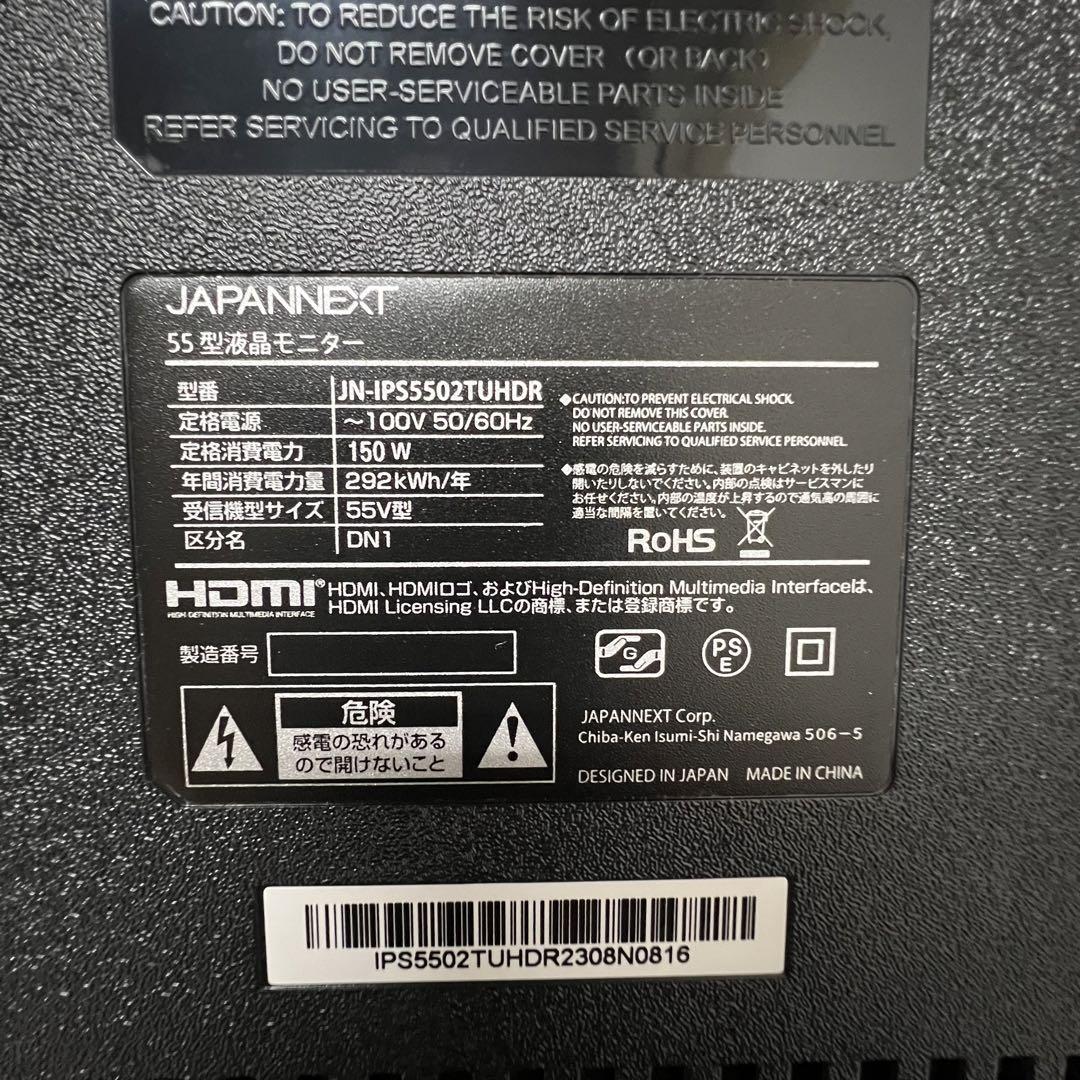 CAUTION: TO REDUCE THE RISK OF ELECTRIC SHOCK,
DO NOT REMOVE COVER (OR BACK)
NO USER-SERVICEABLE PARTS INSIDE
REFER SERVICING TO QUALIFIED SERVICE PERSONNEL
JAPANNEXT
55型液晶モニター
型番 JN-IPS5502TUHDR
定格電源 ～100V 50/60Hz
定格消費電力 150 W
年間消費電力量 292kWh/年
受信機型サイズ 55V型
区分名 DN1
◆CAUTION:TO PREVENT ELECTRICAL SHOCK.
DO NOT REMOVE THIS COVER.
NO USER-SERVICEABLE PARTS INSIDE.
REFER SERVICING TO QUALIFIED SERVICE PERSONNEL.
◆感電の危険を減らすために、装置のキャビネットを外したり
開いたりしないでください。内部の点検はサービスマンに
お任せください。内部の温度が上昇するので通気高の周囲に
適当な間隔を置いてください。
RoHS
HDMI®
HIGH-DEFINITION MULTIMEDIA INTERFACE
HDMI、HDMIロゴ、およびHigh-Definition Multimedia Interfaceは、
HDMI Licensing LLCの商標、または登録商標です。
製造番号
G
PS
E
危険
感電の恐れがある
ので開けないこと
JAPANNEXT Corp.
Chiba-Ken Isumi-Shi Namegawa 506-5
DESIGNED IN JAPAN MADE IN CHINA
IPS5502TUHDR2308N0816